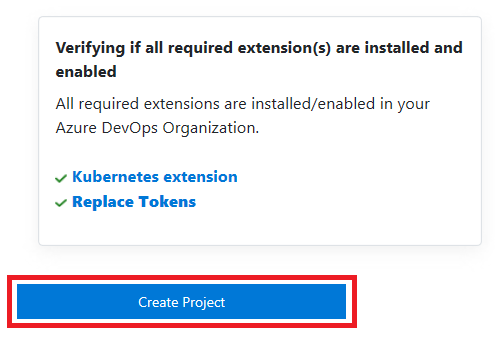 Verifying if all required extension(s) are installed and
enabled
All required extensions are installed/enabled in your
Azure DevOps Organization.
Kubernetes extension
Replace Tokens
Create Project